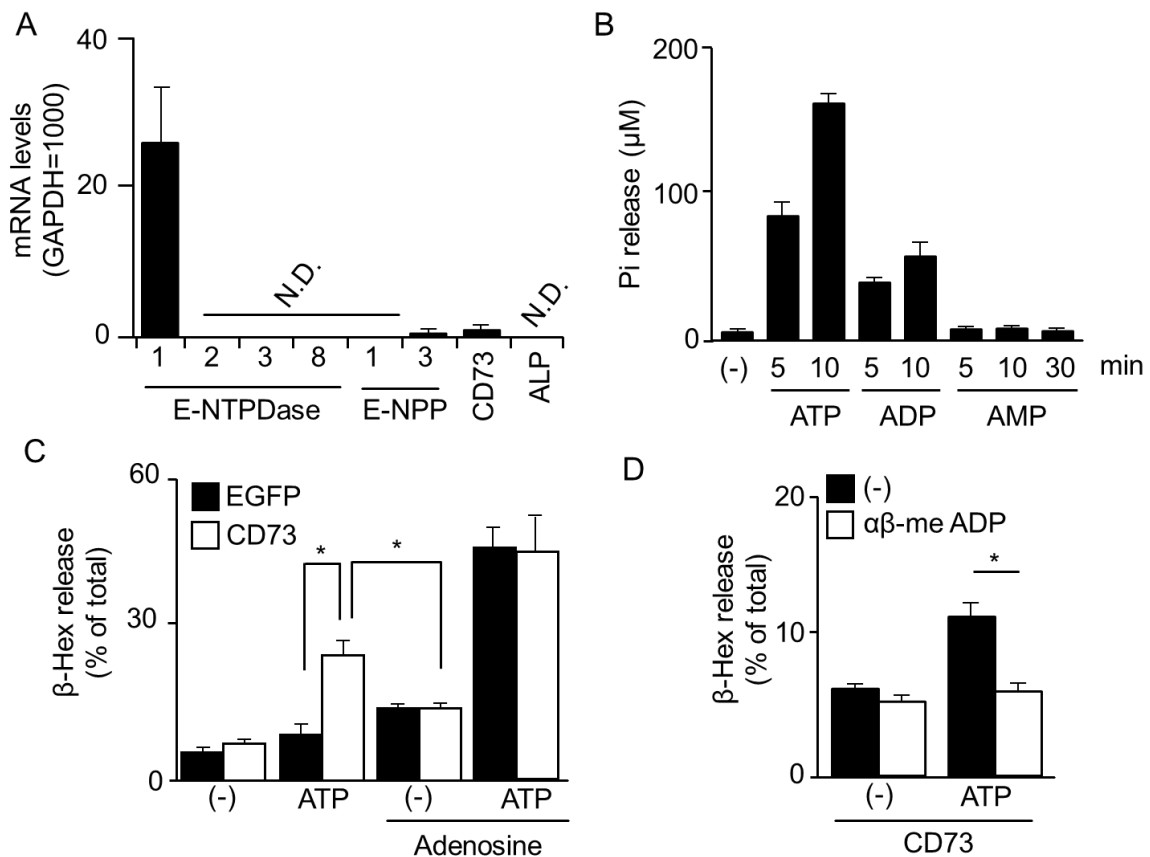 A
mRNA levels
(GAPDH=1000)
40
20
0
N.D.
N.D.
1 2 3 8 1 3 CD73 ALP
E-NTPDase E-NPP
B
Pi release (μM)
200
100
0
(-) 5 10 5 10 5 10 30 min
ATP ADP AMP
C
β-Hex release
(% of total)
60
30
0
EGFP
CD73
*
*
(-) ATP (-) ATP
Adenosine
D
β-Hex release
(% of total)
20
10
0
(-)
αβ-me ADP
*
(-) ATP
CD73